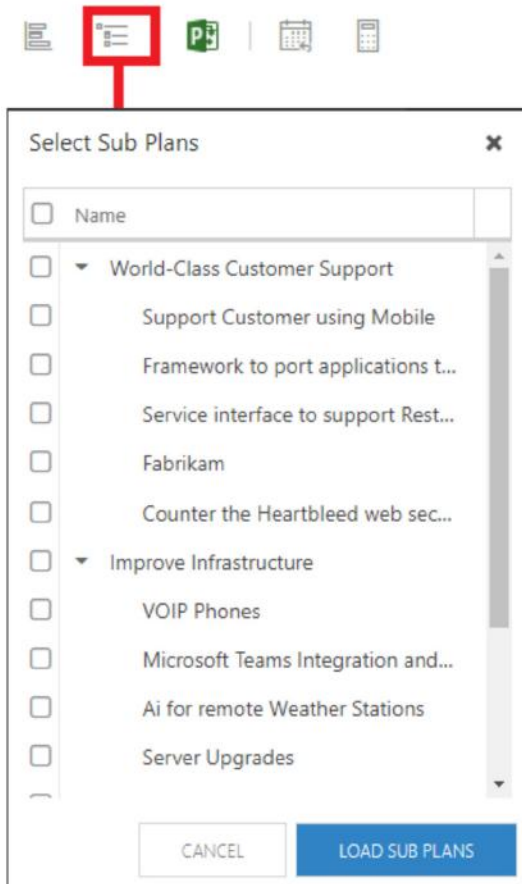 Select Sub Plans
Name
World-Class Customer Support
Support Customer using Mobile
Framework to port applications t...
Service interface to support Rest...
Fabrikam
Counter the Heartbleed web sec...
Improve Infrastructure
VOIP Phones
Microsoft Teams Integration and...
Ai for remote Weather Stations
Server Upgrades
CANCEL
LOAD SUB PLANS